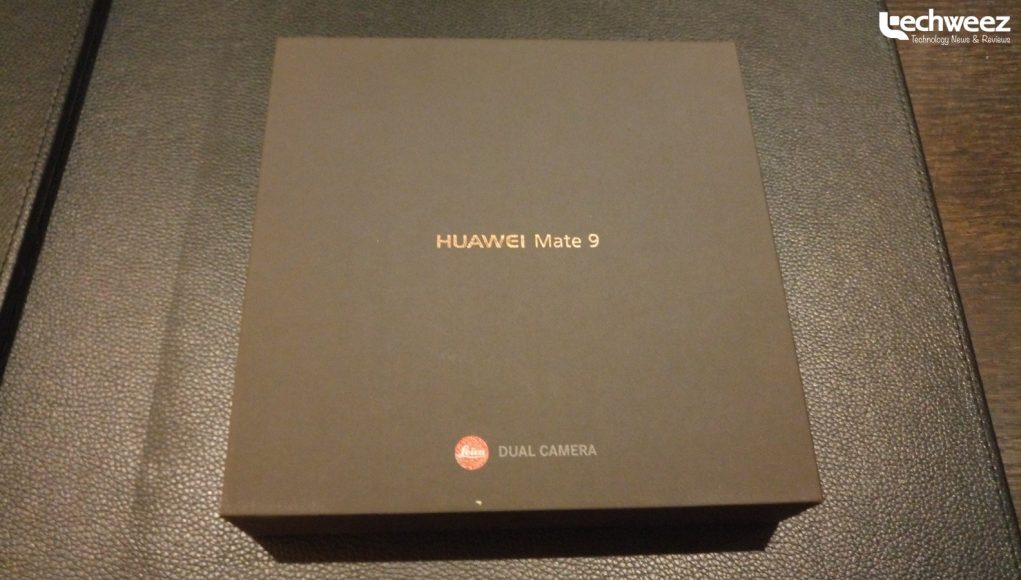 techweez
Technology News & Reviews
HUAWEI Mate 9
Leica DUAL CAMERA